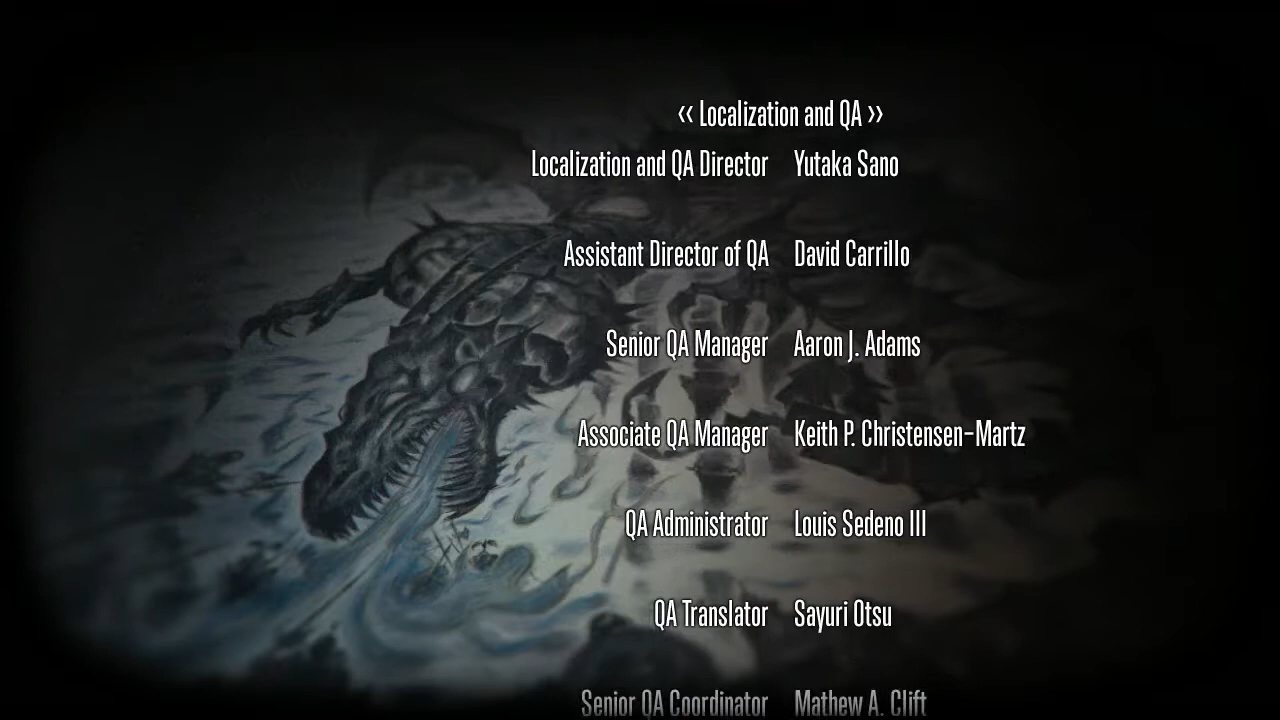 ‹‹ Localization and QA ››
Localization and QA Director Yutaka Sano
Assistant Director of QA David Carrillo
Senior QA Manager Aaron J. Adams
Associate QA Manager Keith P. Christensen-Martz
QA Administrator Louis Sedeno III
QA Translator Sayuri Otsu
Senior QA Coordinator Mathew A. Clift